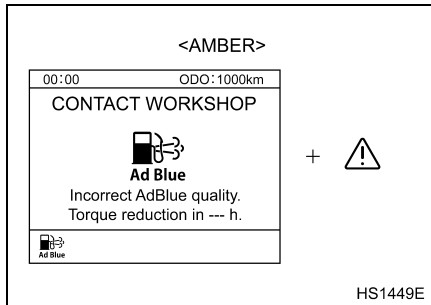 <AMBER>
00:00 ODO:1000km
CONTACT WORKSHOP
Ad Blue
Incorrect AdBlue quality.
Torque reduction in --- h.
Ad Blue
+
HS1449E